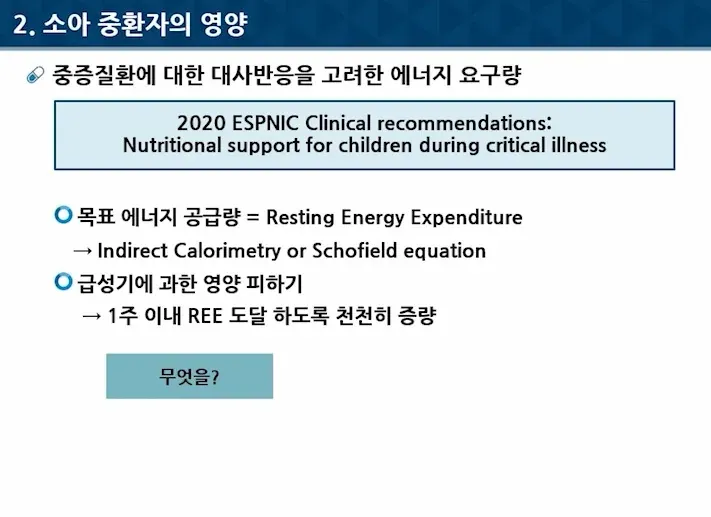 2. 소아 중환자의 영양
중증질환에 대한 대사반응을 고려한 에너지 요구량
2020 ESPNIC Clinical recommendations:
Nutritional support for children during critical illness
목표 에너지 공급량 = Resting Energy Expenditure
→ Indirect Calorimetry or Schofield equation
급성기에 과한 영양 피하기
→ 1주 이내 REE 도달 하도록 천천히 증량
무엇을?